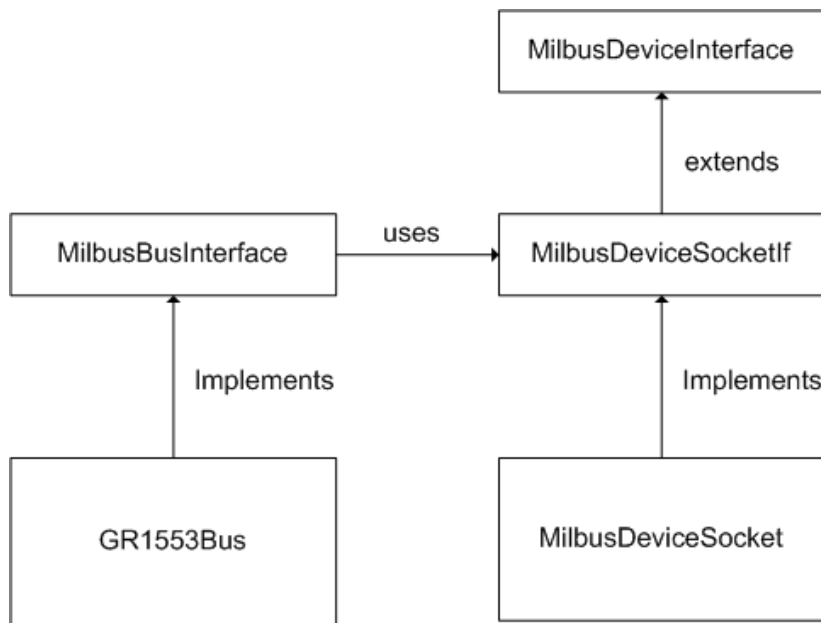 MilbusDeviceInterface
extends
MilbusBusInterface
uses
MilbusDeviceSocketIf
Implements
Implements
GR1553Bus
MilbusDeviceSocket